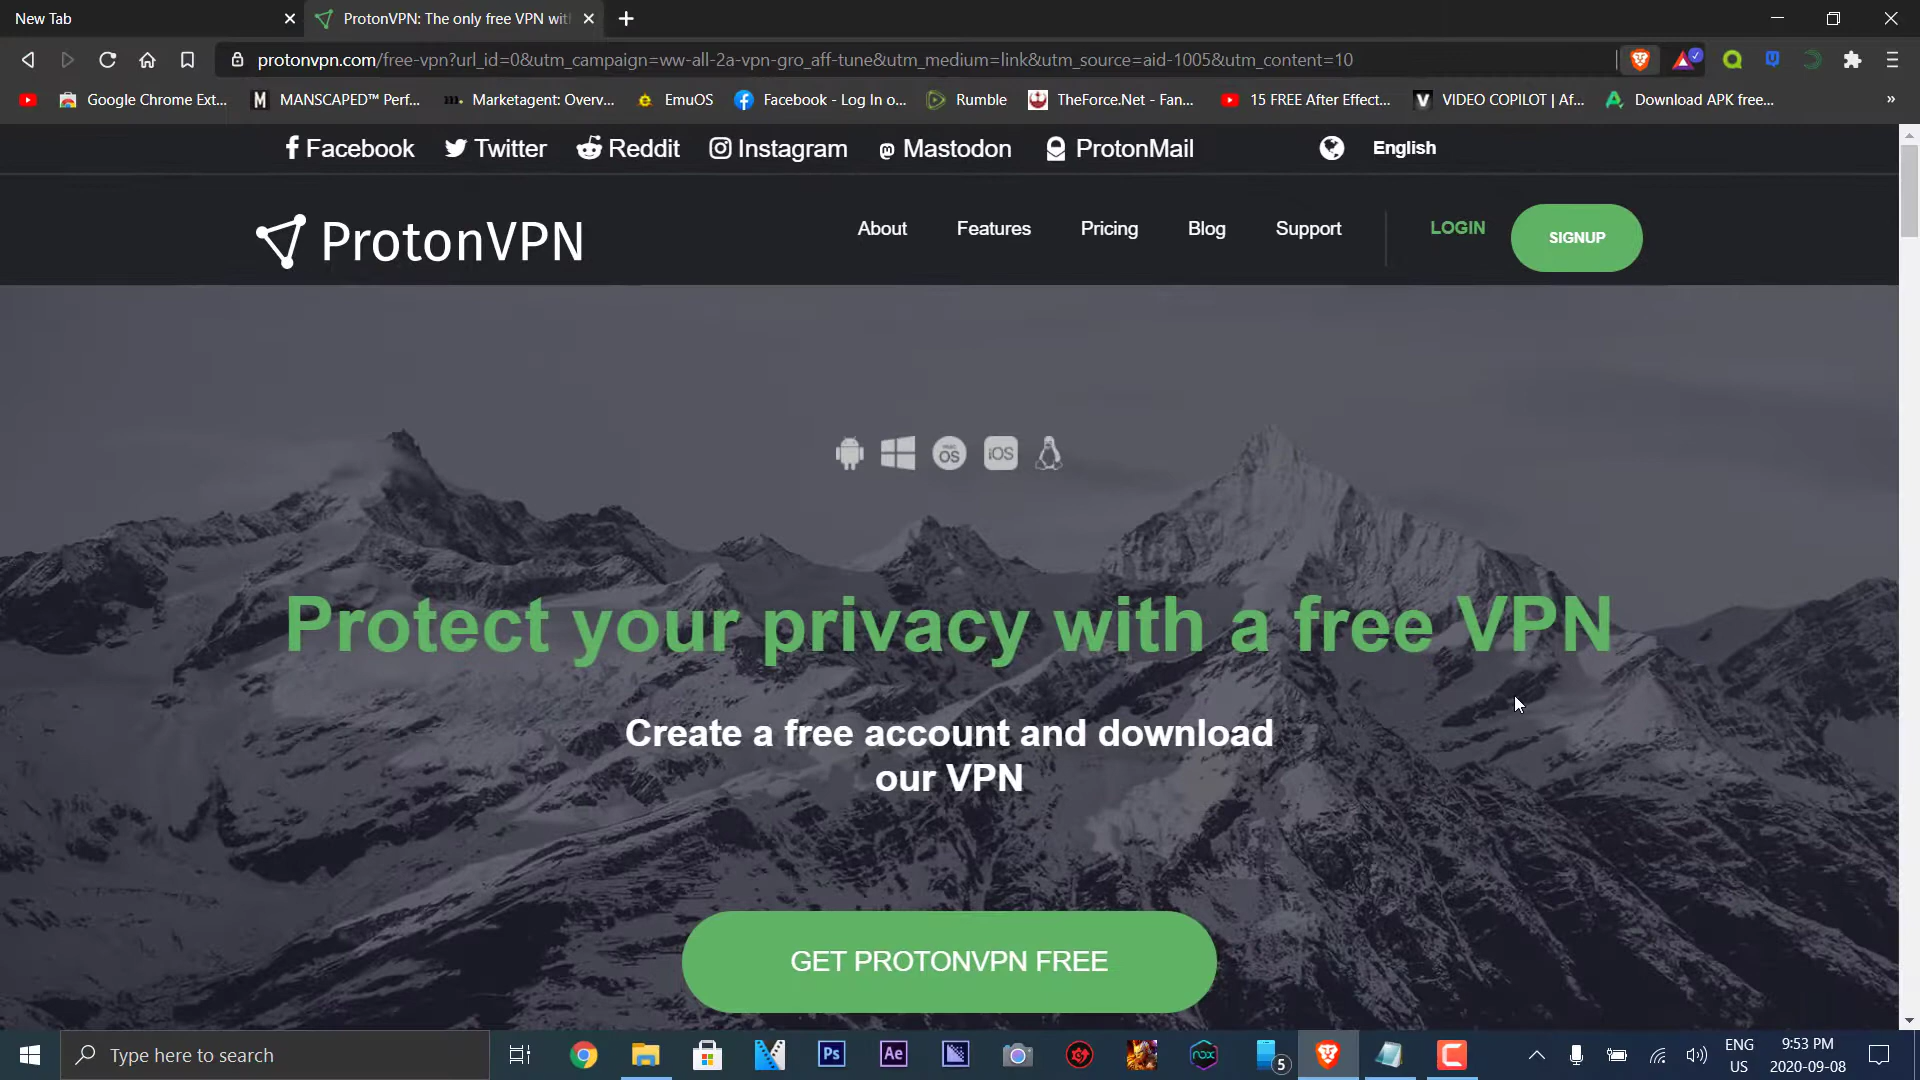 New Tab
ProtonVPN: The only free VPN wit
protonvpn.com/free-vpn?url_id=0&utm_campaign=ww-all-2a-vpn-gro_aff-tune&utm_medium=link&utm_source=aid-1005&utm_content=10
Google Chrome Ext... MANSCAPED™ Perf... Marketagent: Overv... EmuOS Facebook - Log In o... Rumble TheForce.Net - Fan... 15 FREE After Effect... VIDEO COPILOT | Af... Download APK free... »
Facebook Twitter Reddit Instagram Mastodon ProtonMail English
ProtonVPN About Features Pricing Blog Support LOGIN SIGNUP
macOS iOS
Protect your privacy with a free VPN
Create a free account and download
our VPN
GET PROTONVPN FREE
Type here to search
Ps Ae nox 5
ENG
US
9:53 PM
2020-09-08